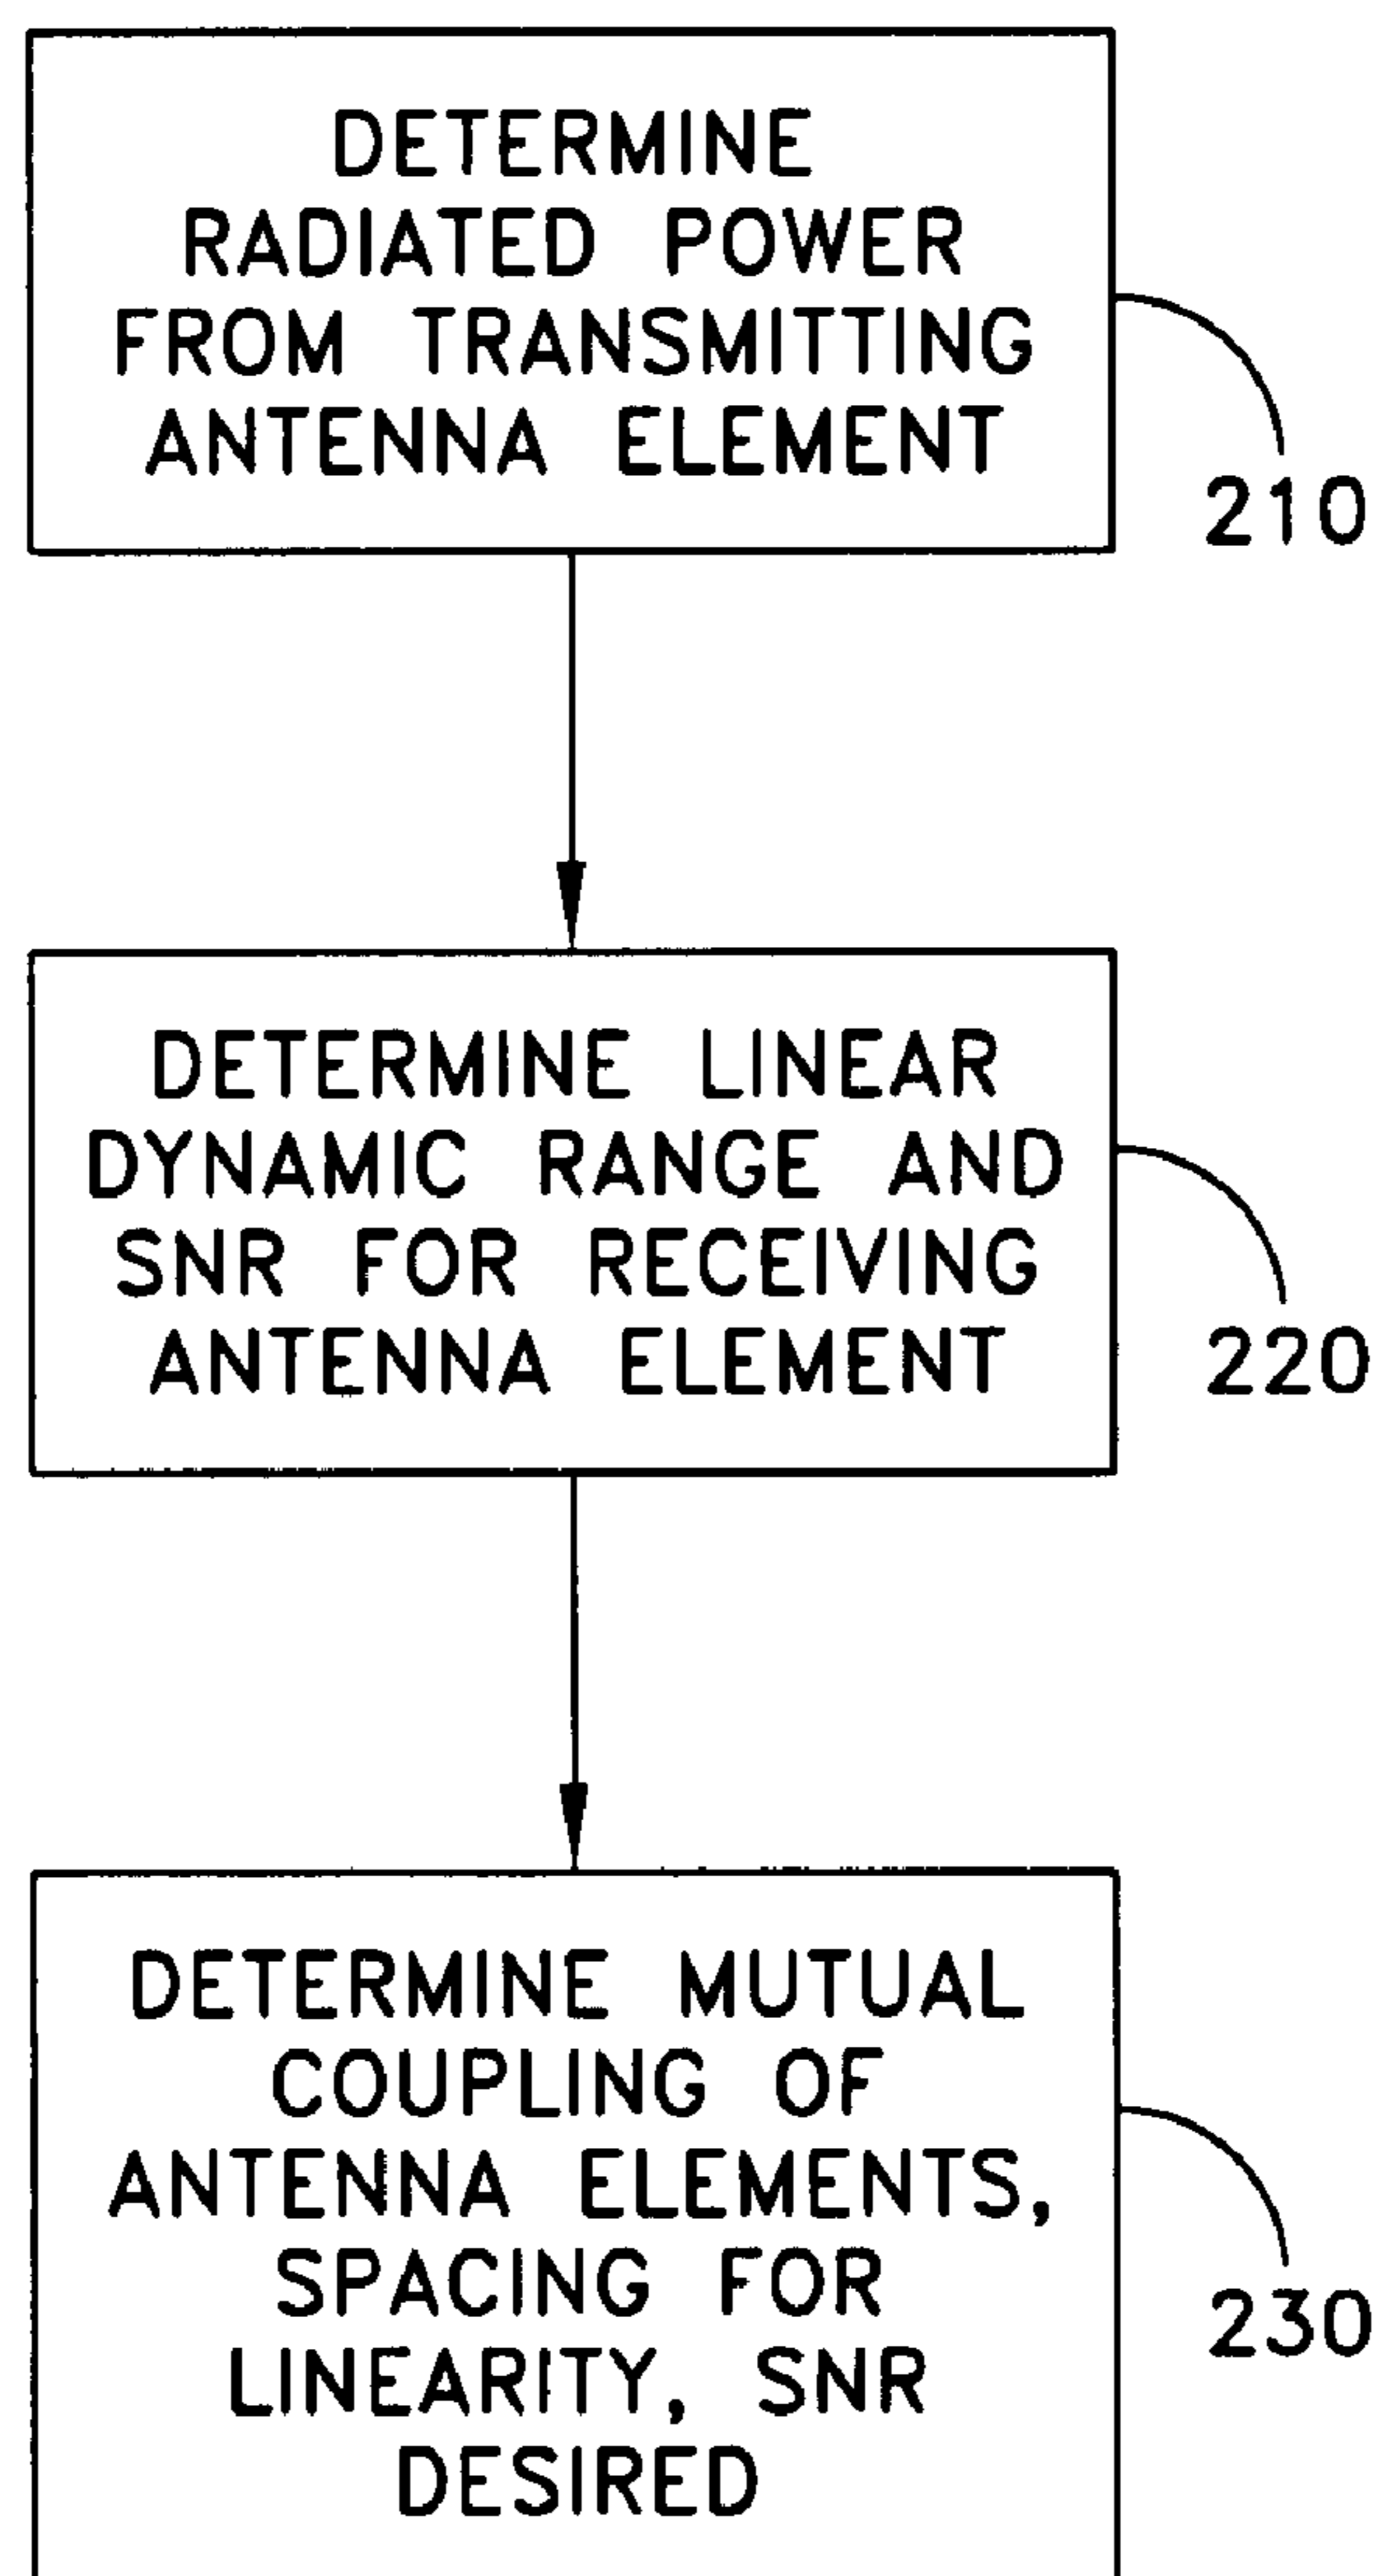 DETERMINE
RADIATED POWER
FROM TRANSMITTING
ANTENNA ELEMENT
210
DETERMINE LINEAR
DYNAMIC RANGE AND
SNR FOR RECEIVING
ANTENNA ELEMENT
220
DETERMINE MUTUAL
COUPLING OF
ANTENNA ELEMENTS,
SPACING FOR
LINEARITY, SNR
DESIRED
230